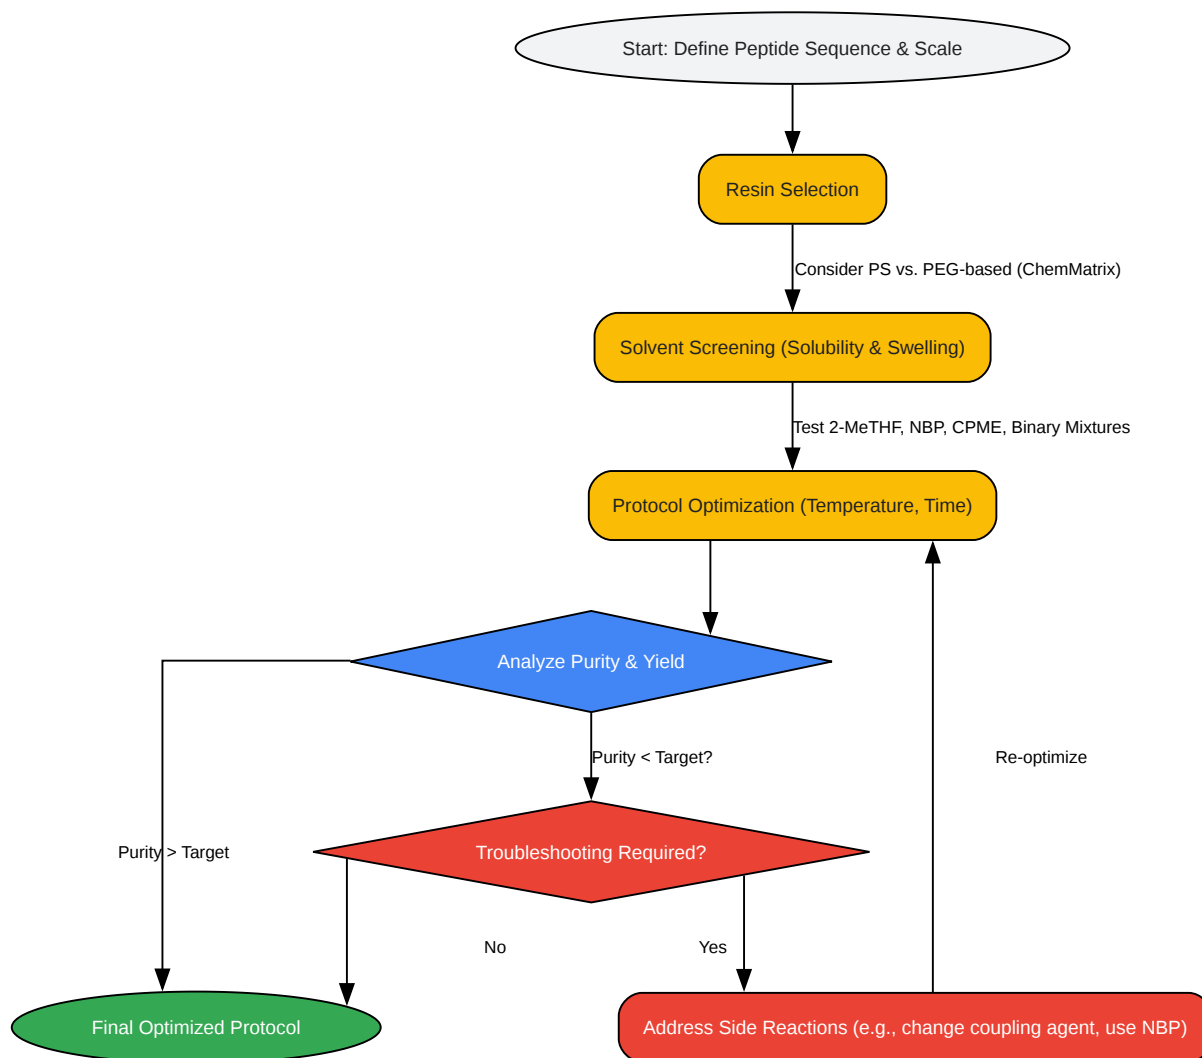 Start: Define Peptide Sequence & Scale
Resin Selection
Consider PS vs. PEG-based (ChemMatrix)
Solvent Screening (Solubility & Swelling)
Test 2-MeTHF, NBP, CPME, Binary Mixtures
Protocol Optimization (Temperature, Time)
Analyze Purity & Yield
Purity < Target?
Re-optimize
Purity > Target
Troubleshooting Required?
No
Yes
Final Optimized Protocol
Address Side Reactions (e.g., change coupling agent, use NBP)